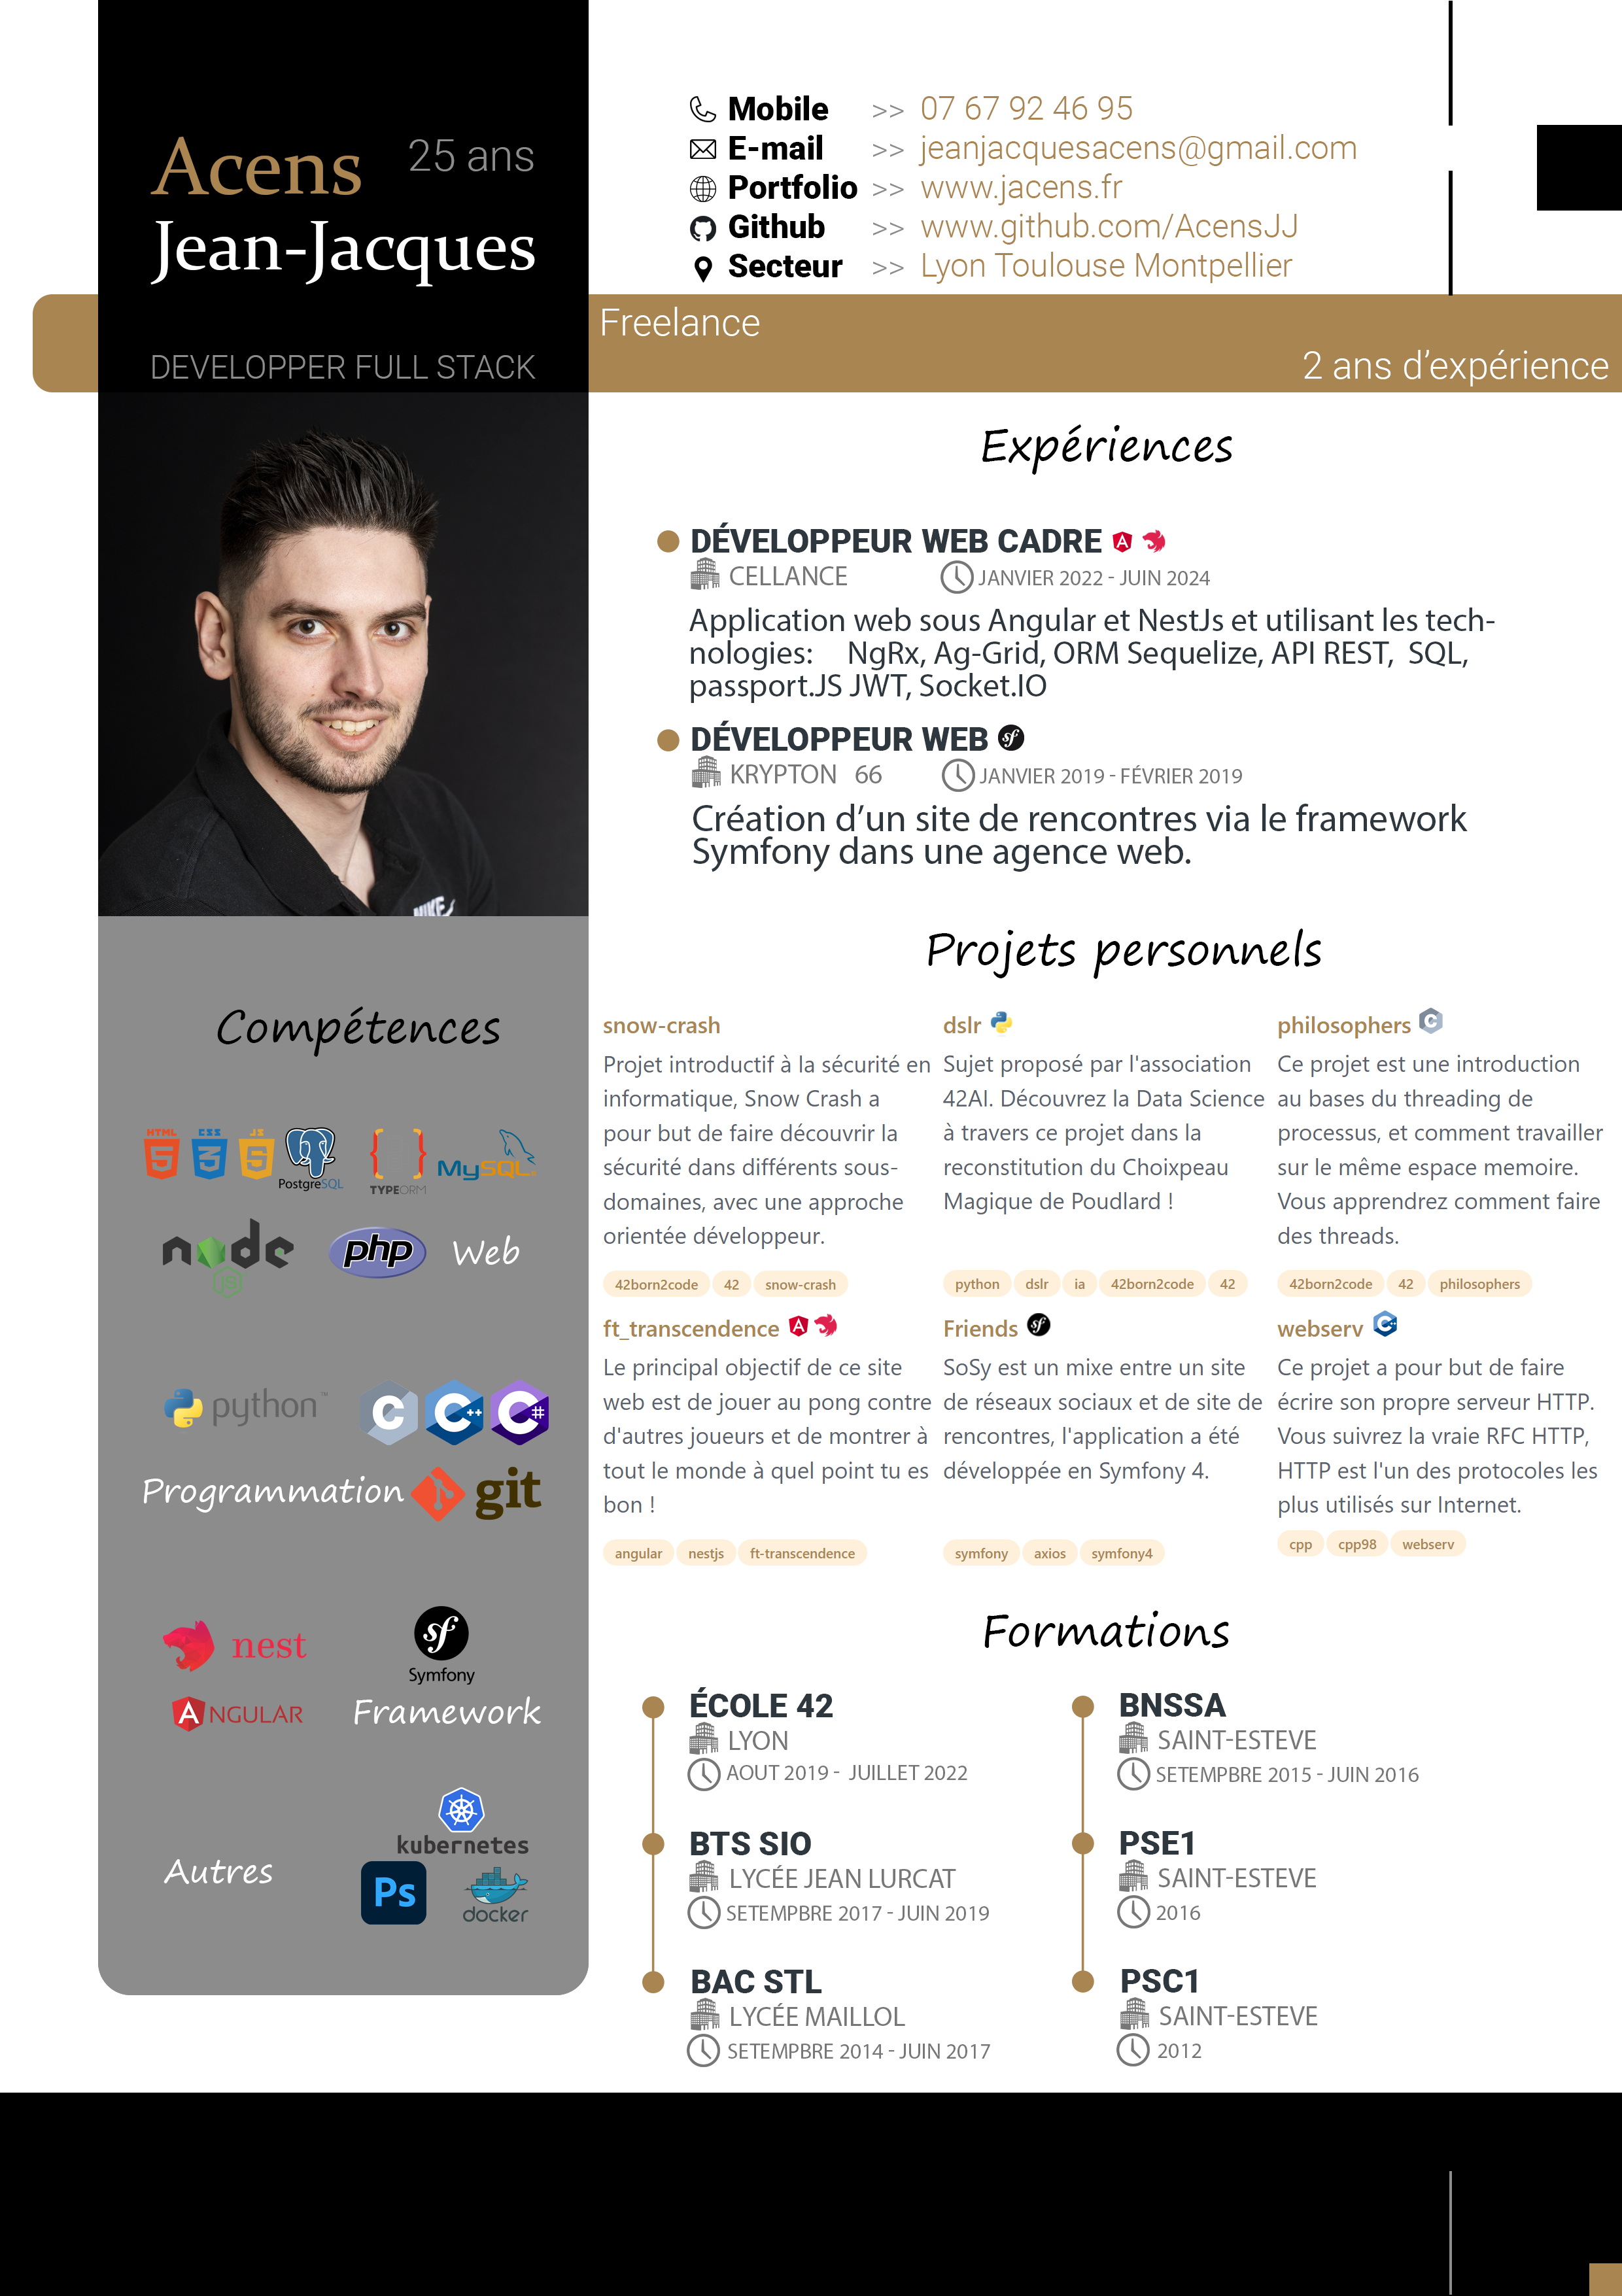 Acens 25 ans
Jean-Jacques
DEVELOPPER FULL STACK
Mobile >> 07 67 92 46 95
E-mail >> jeanjacquesacens@gmail.com
Portfolio >> www.jacens.fr
Github >> www.github.com/AcensJJ
Secteur >> Lyon Toulouse Montpellier
Freelance
2 ans d’expérience
NIKE
Compétences
HTML 5 CSS 3 JS 5
PostgreSQL
TYPEORM
MySQL
node
JS
php
Web
python™
C C++ C#
Programmation
git
nest
sf
Symfony
ANGULAR
Framework
kubernetes
Autres
Ps
docker
Expériences
DÉVELOPPEUR WEB CADRE
CELLANCE JANVIER 2022 - JUIN 2024
Application web sous Angular et NestJs et utilisant les tech-
nologies: NgRx, Ag-Grid, ORM Sequelize, API REST, SQL,
passport.JS JWT, Socket.IO
DÉVELOPPEUR WEB
KRYPTON 66 JANVIER 2019 - FÉVRIER 2019
Création d’un site de rencontres via le framework
Symfony dans une agence web.
Projets personnels
snow-crash
Projet introductif à la sécurité en
informatique, Snow Crash a
pour but de faire découvrir la
sécurité dans différents sous-
domaines, avec une approche
orientée développeur.
42born2code 42 snow-crash
dslr
Sujet proposé par l'association
42AI. Découvrez la Data Science
à travers ce projet dans la
reconstitution du Choixpeau
Magique de Poudlard !
python dslr ia 42born2code 42
philosophers
Ce projet est une introduction
au bases du threading de
processus, et comment travailler
sur le même espace memoire.
Vous apprendrez comment faire
des threads.
42born2code 42 philosophers
ft_transcendence
Le principal objectif de ce site
web est de jouer au pong contre
d'autres joueurs et de montrer à
tout le monde à quel point tu es
bon !
angular nestjs ft-transcendence
Friends
SoSy est un mixe entre un site
de réseaux sociaux et de site de
rencontres, l'application a été
développée en Symfony 4.
symfony axios symfony4
webserv
Ce projet a pour but de faire
écrire son propre serveur HTTP.
Vous suivrez la vraie RFC HTTP,
HTTP est l'un des protocoles les
plus utilisés sur Internet.
cpp cpp98 webserv
Formations
ÉCOLE 42
LYON
AOUT 2019 - JUILLET 2022
BTS SIO
LYCÉE JEAN LURCAT
SETEMPBRE 2017 - JUIN 2019
BAC STL
LYCÉE MAILLOL
SETEMPBRE 2014 - JUIN 2017
BNSSA
SAINT-ESTEVE
SETEMPBRE 2015 - JUIN 2016
PSE1
SAINT-ESTEVE
2016
PSC1
SAINT-ESTEVE
2012